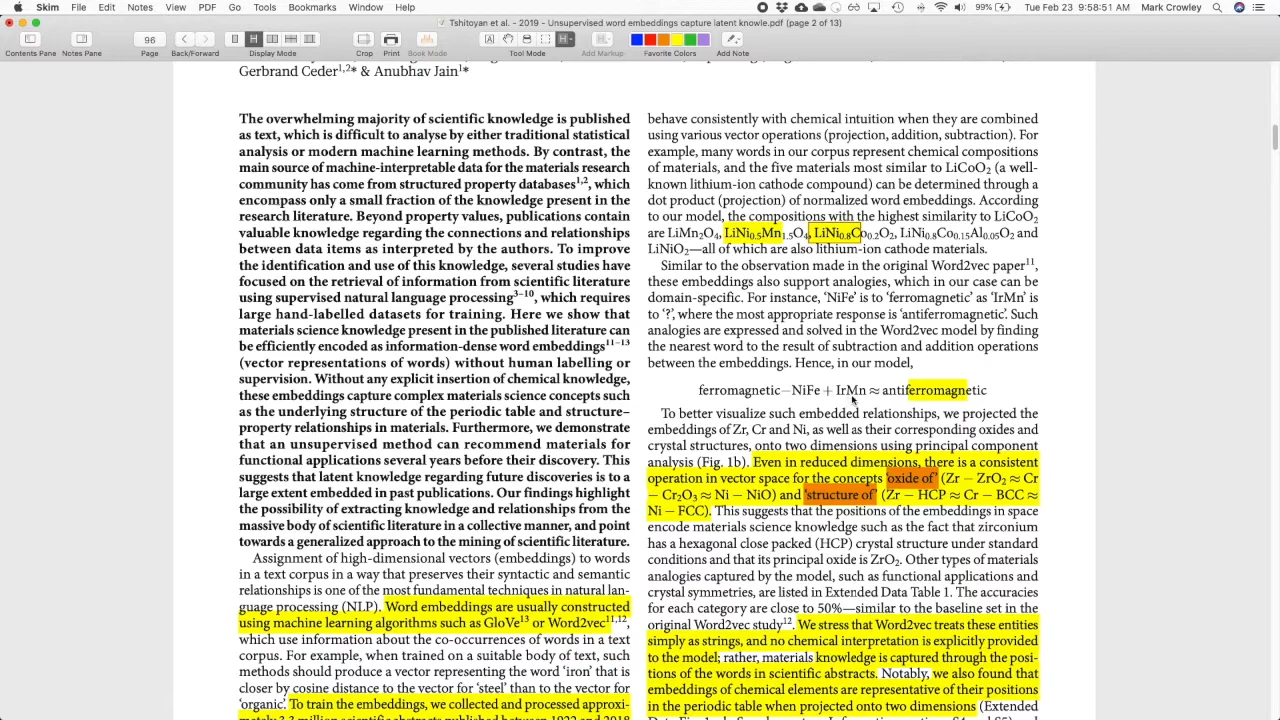 Skim File Edit Notes View PDF Go Tools Bookmarks Window Help 99% Tue Feb 23 9:58:51 AM Mark Crowley
Tshitoyan et al. - 2019 - Unsupervised word embeddings capture latent knowle.pdf (page 2 of 13)
96
Contents Pane Notes Pane Page Back/Forward Display Mode Crop Print Book Mode Tool Mode Add Markup Favorite Colors Add Note
Gerbrand Ceder1,2* & Anubhav Jain1*
The overwhelming majority of scientific knowledge is published
as text, which is difficult to analyse by either traditional statistical
analysis or modern machine learning methods. By contrast, the
main source of machine-interpretable data for the materials research
community has come from structured property databases1,2, which
encompass only a small fraction of the knowledge present in the
research literature. Beyond property values, publications contain
valuable knowledge regarding the connections and relationships
between data items as interpreted by the authors. To improve
the identification and use of this knowledge, several studies have
focused on the retrieval of information from scientific literature
using supervised natural language processing3–10, which requires
large hand-labelled datasets for training. Here we show that
materials science knowledge present in the published literature can
be efficiently encoded as information-dense word embeddings11–13
(vector representations of words) without human labelling or
supervision. Without any explicit insertion of chemical knowledge,
these embeddings capture complex materials science concepts such
as the underlying structure of the periodic table and structure–
property relationships in materials. Furthermore, we demonstrate
that an unsupervised method can recommend materials for
functional applications several years before their discovery. This
suggests that latent knowledge regarding future discoveries is to a
large extent embedded in past publications. Our findings highlight
the possibility of extracting knowledge and relationships from the
massive body of scientific literature in a collective manner, and point
towards a generalized approach to the mining of scientific literature.
Assignment of high-dimensional vectors (embeddings) to words
in a text corpus in a way that preserves their syntactic and semantic
relationships is one of the most fundamental techniques in natural lan-
guage processing (NLP). Word embeddings are usually constructed
using machine learning algorithms such as GloVe13 or Word2vec11,12,
which use information about the co-occurrences of words in a text
corpus. For example, when trained on a suitable body of text, such
methods should produce a vector representing the word ‘iron’ that is
closer by cosine distance to the vector for ‘steel’ than to the vector for
‘organic’. To train the embeddings, we collected and processed approxi-
mately 3.3 million scientific abstracts published between 1922 and 2018
behave consistently with chemical intuition when they are combined
using various vector operations (projection, addition, subtraction). For
example, many words in our corpus represent chemical compositions
of materials, and the five materials most similar to LiCoO2 (a well-
known lithium-ion cathode compound) can be determined through a
dot product (projection) of normalized word embeddings. According
to our model, the compositions with the highest similarity to LiCoO2
are LiMn2O4, LiNi0.5Mn1.5O4, LiNi0.8Co0.2O2, LiNi0.8Co0.15Al0.05O2 and
LiNiO2—all of which are also lithium-ion cathode materials.
Similar to the observation made in the original Word2vec paper11,
these embeddings also support analogies, which in our case can be
domain-specific. For instance, ‘NiFe’ is to ‘ferromagnetic’ as ‘IrMn’ is
to ‘?’, where the most appropriate response is ‘antiferromagnetic’. Such
analogies are expressed and solved in the Word2vec model by finding
the nearest word to the result of subtraction and addition operations
between the embeddings. Hence, in our model,
ferromagnetic−NiFe + IrMn ≈ antiferromagnetic
To better visualize such embedded relationships, we projected the
embeddings of Zr, Cr and Ni, as well as their corresponding oxides and
crystal structures, onto two dimensions using principal component
analysis (Fig. 1b). Even in reduced dimensions, there is a consistent
operation in vector space for the concepts ‘oxide of’ (Zr − ZrO2 ≈ Cr
− Cr2O3 ≈ Ni − NiO) and ‘structure of’ (Zr − HCP ≈ Cr − BCC ≈
Ni − FCC). This suggests that the positions of the embeddings in space
encode materials science knowledge such as the fact that zirconium
has a hexagonal close packed (HCP) crystal structure under standard
conditions and that its principal oxide is ZrO2. Other types of materials
analogies captured by the model, such as functional applications and
crystal symmetries, are listed in Extended Data Table 1. The accuracies
for each category are close to 50%—similar to the baseline set in the
original Word2vec study12. We stress that Word2vec treats these entities
simply as strings, and no chemical interpretation is explicitly provided
to the model; rather, materials knowledge is captured through the posi-
tions of the words in scientific abstracts. Notably, we also found that
embeddings of chemical elements are representative of their positions
in the periodic table when projected onto two dimensions (Extended